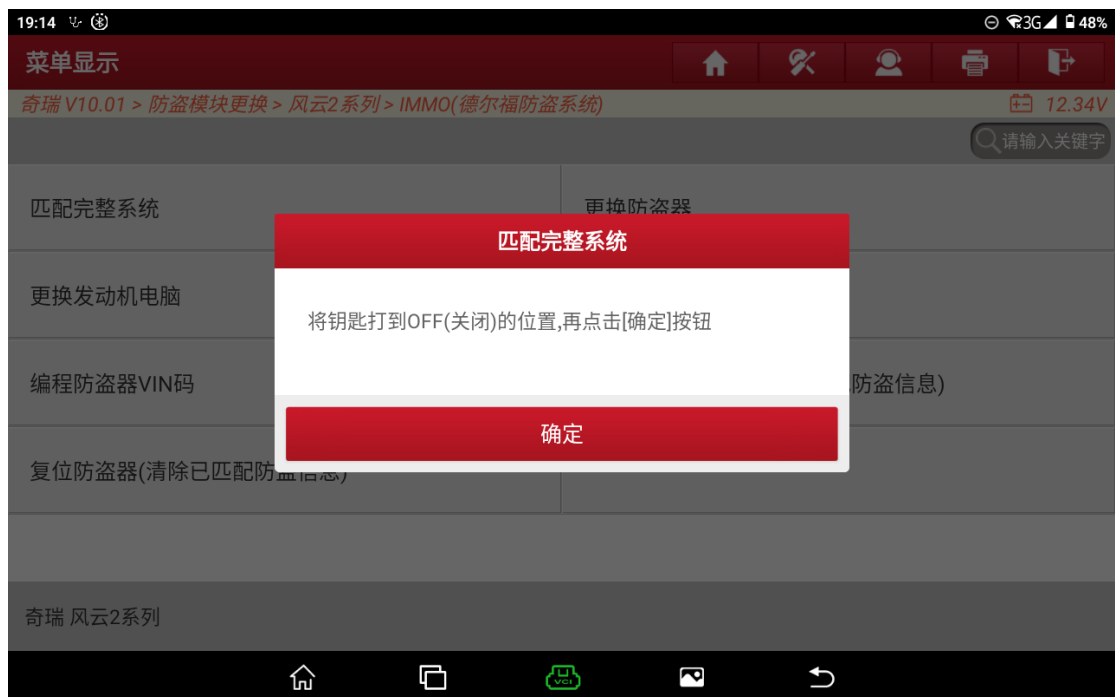 19:14
3G 48%
菜单显示
奇瑞 V10.01 > 防盗模块更换 > 风云2系列 > IMMO(德尔福防盗系统)
12.34V
请输入关键字
匹配完整系统
更换防盗器
匹配完整系统
更换发动机电脑
将钥匙打到OFF(关闭)的位置,再点击[确定]按钮
编程防盗器VIN码
防盗信息)
确定
复位防盗器(清除已匹配防盗信息)
奇瑞 风云2系列
VCI